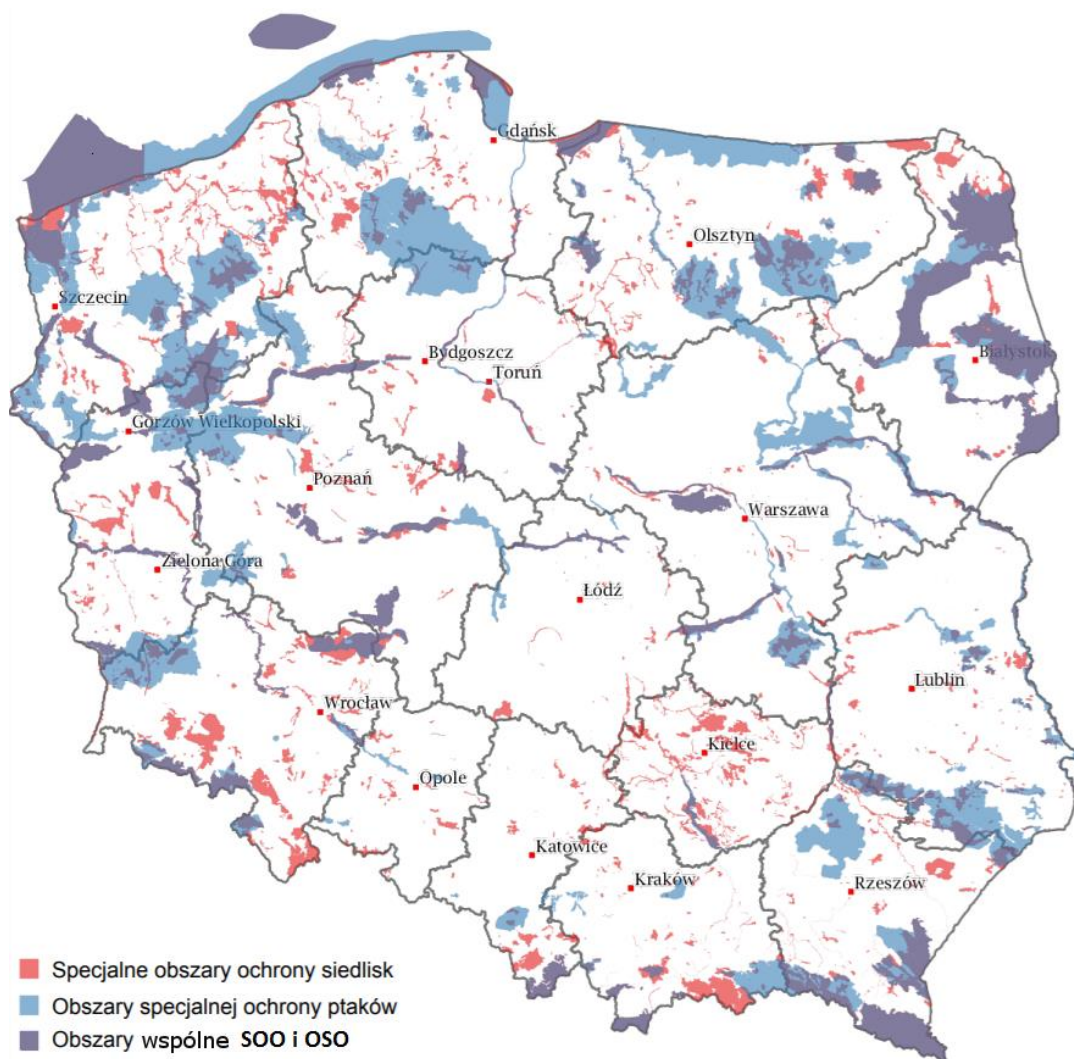 Gdańsk
Olsztyn
Szczecin
Bydgoszcz
Białystok
Toruń
Gorzów Wielkopolski
Poznań
Warszawa
Zielona Góra
Łódź
Lublin
Wrocław
Kielce
Opole
Katowice
Kraków
Rzeszów
Specjalne obszary ochrony siedlisk
Obszary specjalnej ochrony ptaków
Obszary wspólne SOO i OSO